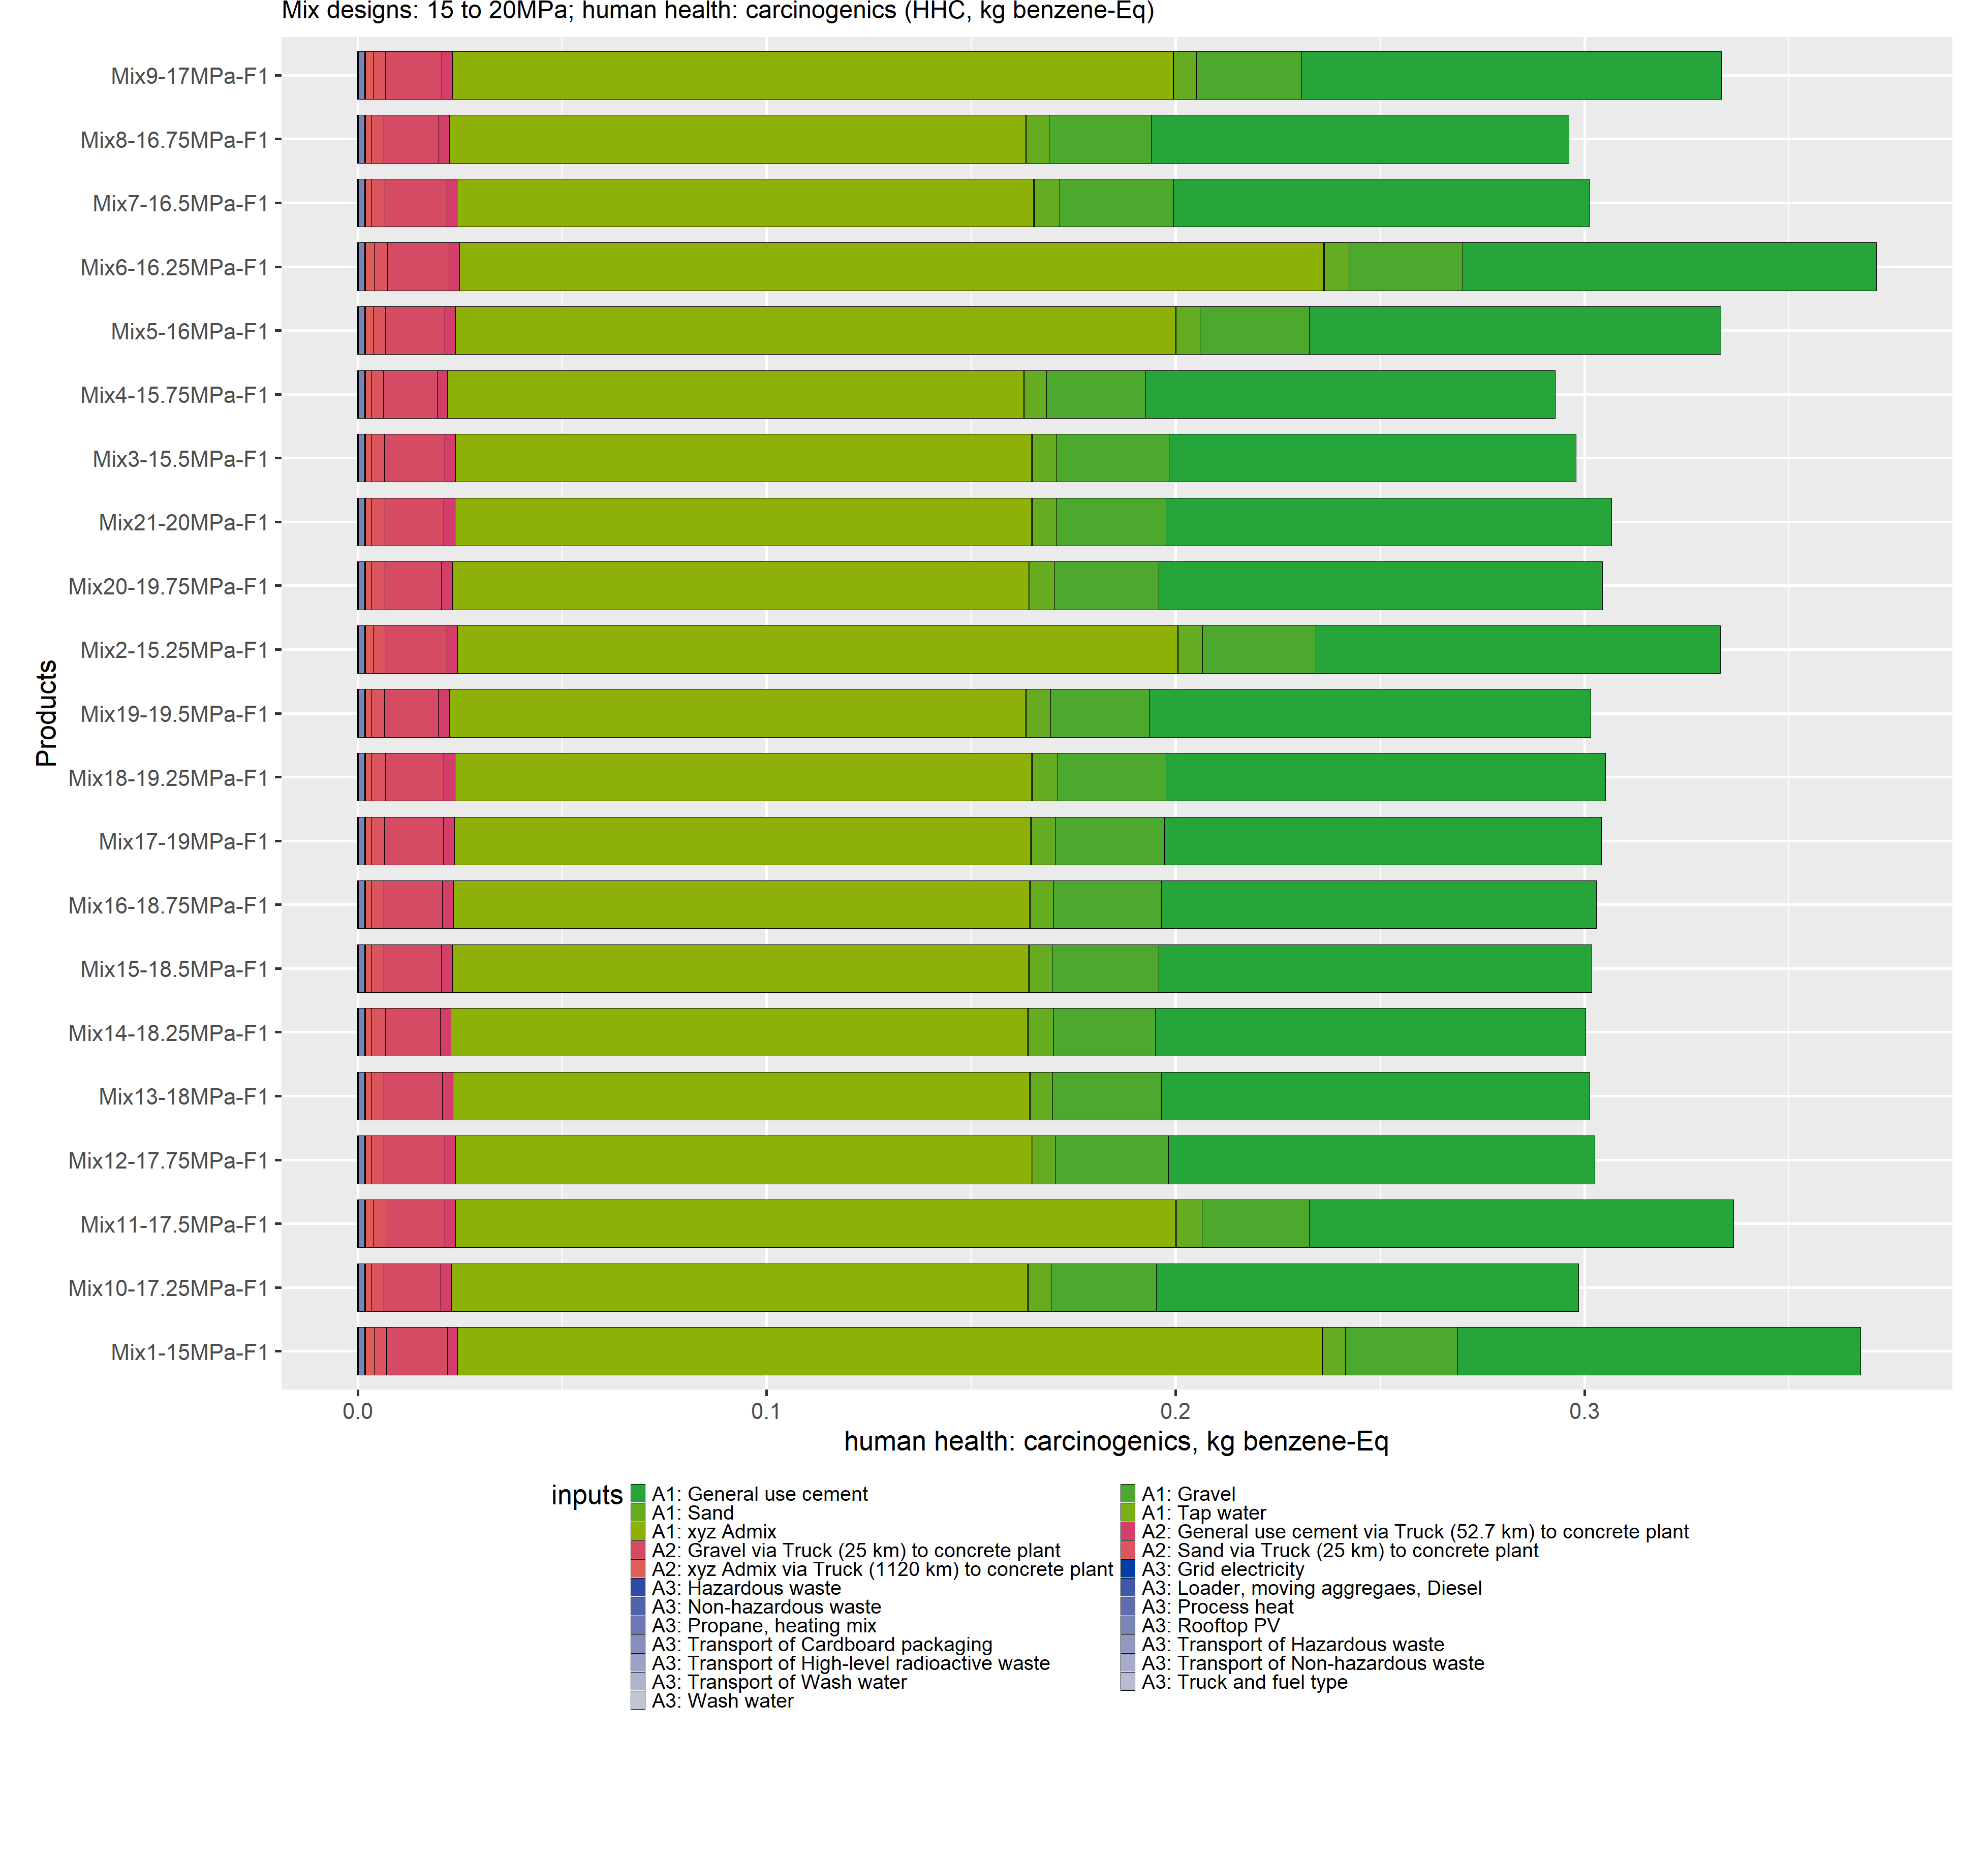 Mix designs: 15 to 20MPa; human health: carcinogenics (HHC, kg benzene-Eq)
Mix9-17MPa-F1
Mix8-16.75MPa-F1
Mix7-16.5MPa-F1
Mix6-16.25MPa-F1
Mix5-16MPa-F1
Mix4-15.75MPa-F1
Mix3-15.5MPa-F1
Mix21-20MPa-F1
Mix20-19.75MPa-F1
Mix2-15.25MPa-F1
Mix19-19.5MPa-F1
Mix18-19.25MPa-F1
Mix17-19MPa-F1
Mix16-18.75MPa-F1
Mix15-18.5MPa-F1
Mix14-18.25MPa-F1
Mix13-18MPa-F1
Mix12-17.75MPa-F1
Mix11-17.5MPa-F1
Mix10-17.25MPa-F1
Mix1-15MPa-F1
Products
0.0 0.1 0.2 0.3
human health: carcinogenics, kg benzene-Eq
inputs
A1: General use cement
A1: Gravel
A1: Sand
A1: Tap water
A1: xyz Admix
A2: General use cement via Truck (52.7 km) to concrete plant
A2: Gravel via Truck (25 km) to concrete plant
A2: Sand via Truck (25 km) to concrete plant
A2: xyz Admix via Truck (1120 km) to concrete plant
A3: Grid electricity
A3: Hazardous waste
A3: Loader, moving aggregaes, Diesel
A3: Non-hazardous waste
A3: Process heat
A3: Propane, heating mix
A3: Rooftop PV
A3: Transport of Cardboard packaging
A3: Transport of Hazardous waste
A3: Transport of High-level radioactive waste
A3: Transport of Non-hazardous waste
A3: Transport of Wash water
A3: Truck and fuel type
A3: Wash water